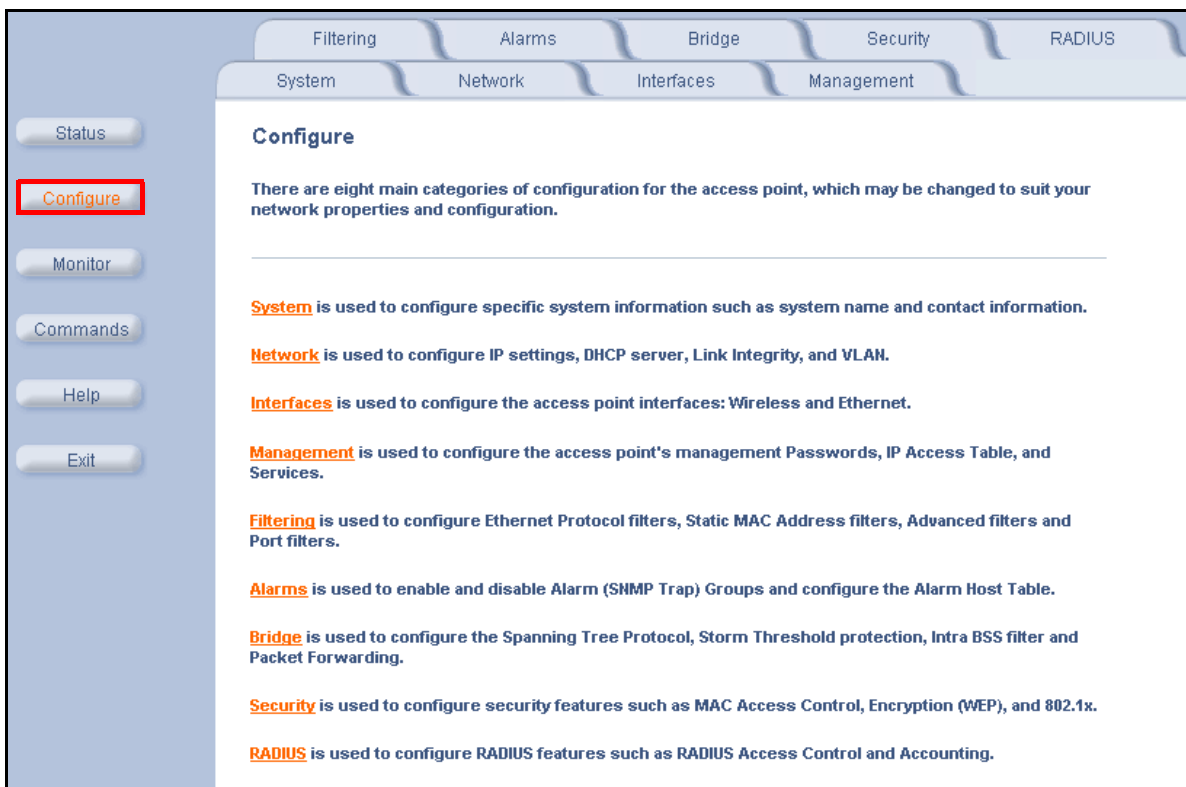 Filtering Alarms Bridge Security RADIUS
System Network Interfaces Management
Status
Configure
Monitor
Commands
Help
Exit
Configure
There are eight main categories of configuration for the access point, which may be changed to suit your
network properties and configuration.
System is used to configure specific system information such as system name and contact information.
Network is used to configure IP settings, DHCP server, Link Integrity, and VLAN.
Interfaces is used to configure the access point interfaces: Wireless and Ethernet.
Management is used to configure the access point's management Passwords, IP Access Table, and
Services.
Filtering is used to configure Ethernet Protocol filters, Static MAC Address filters, Advanced filters and
Port filters.
Alarms is used to enable and disable Alarm (SNMP Trap) Groups and configure the Alarm Host Table.
Bridge is used to configure the Spanning Tree Protocol, Storm Threshold protection, Intra BSS filter and
Packet Forwarding.
Security is used to configure security features such as MAC Access Control, Encryption (WEP), and 802.1x.
RADIUS is used to configure RADIUS features such as RADIUS Access Control and Accounting.